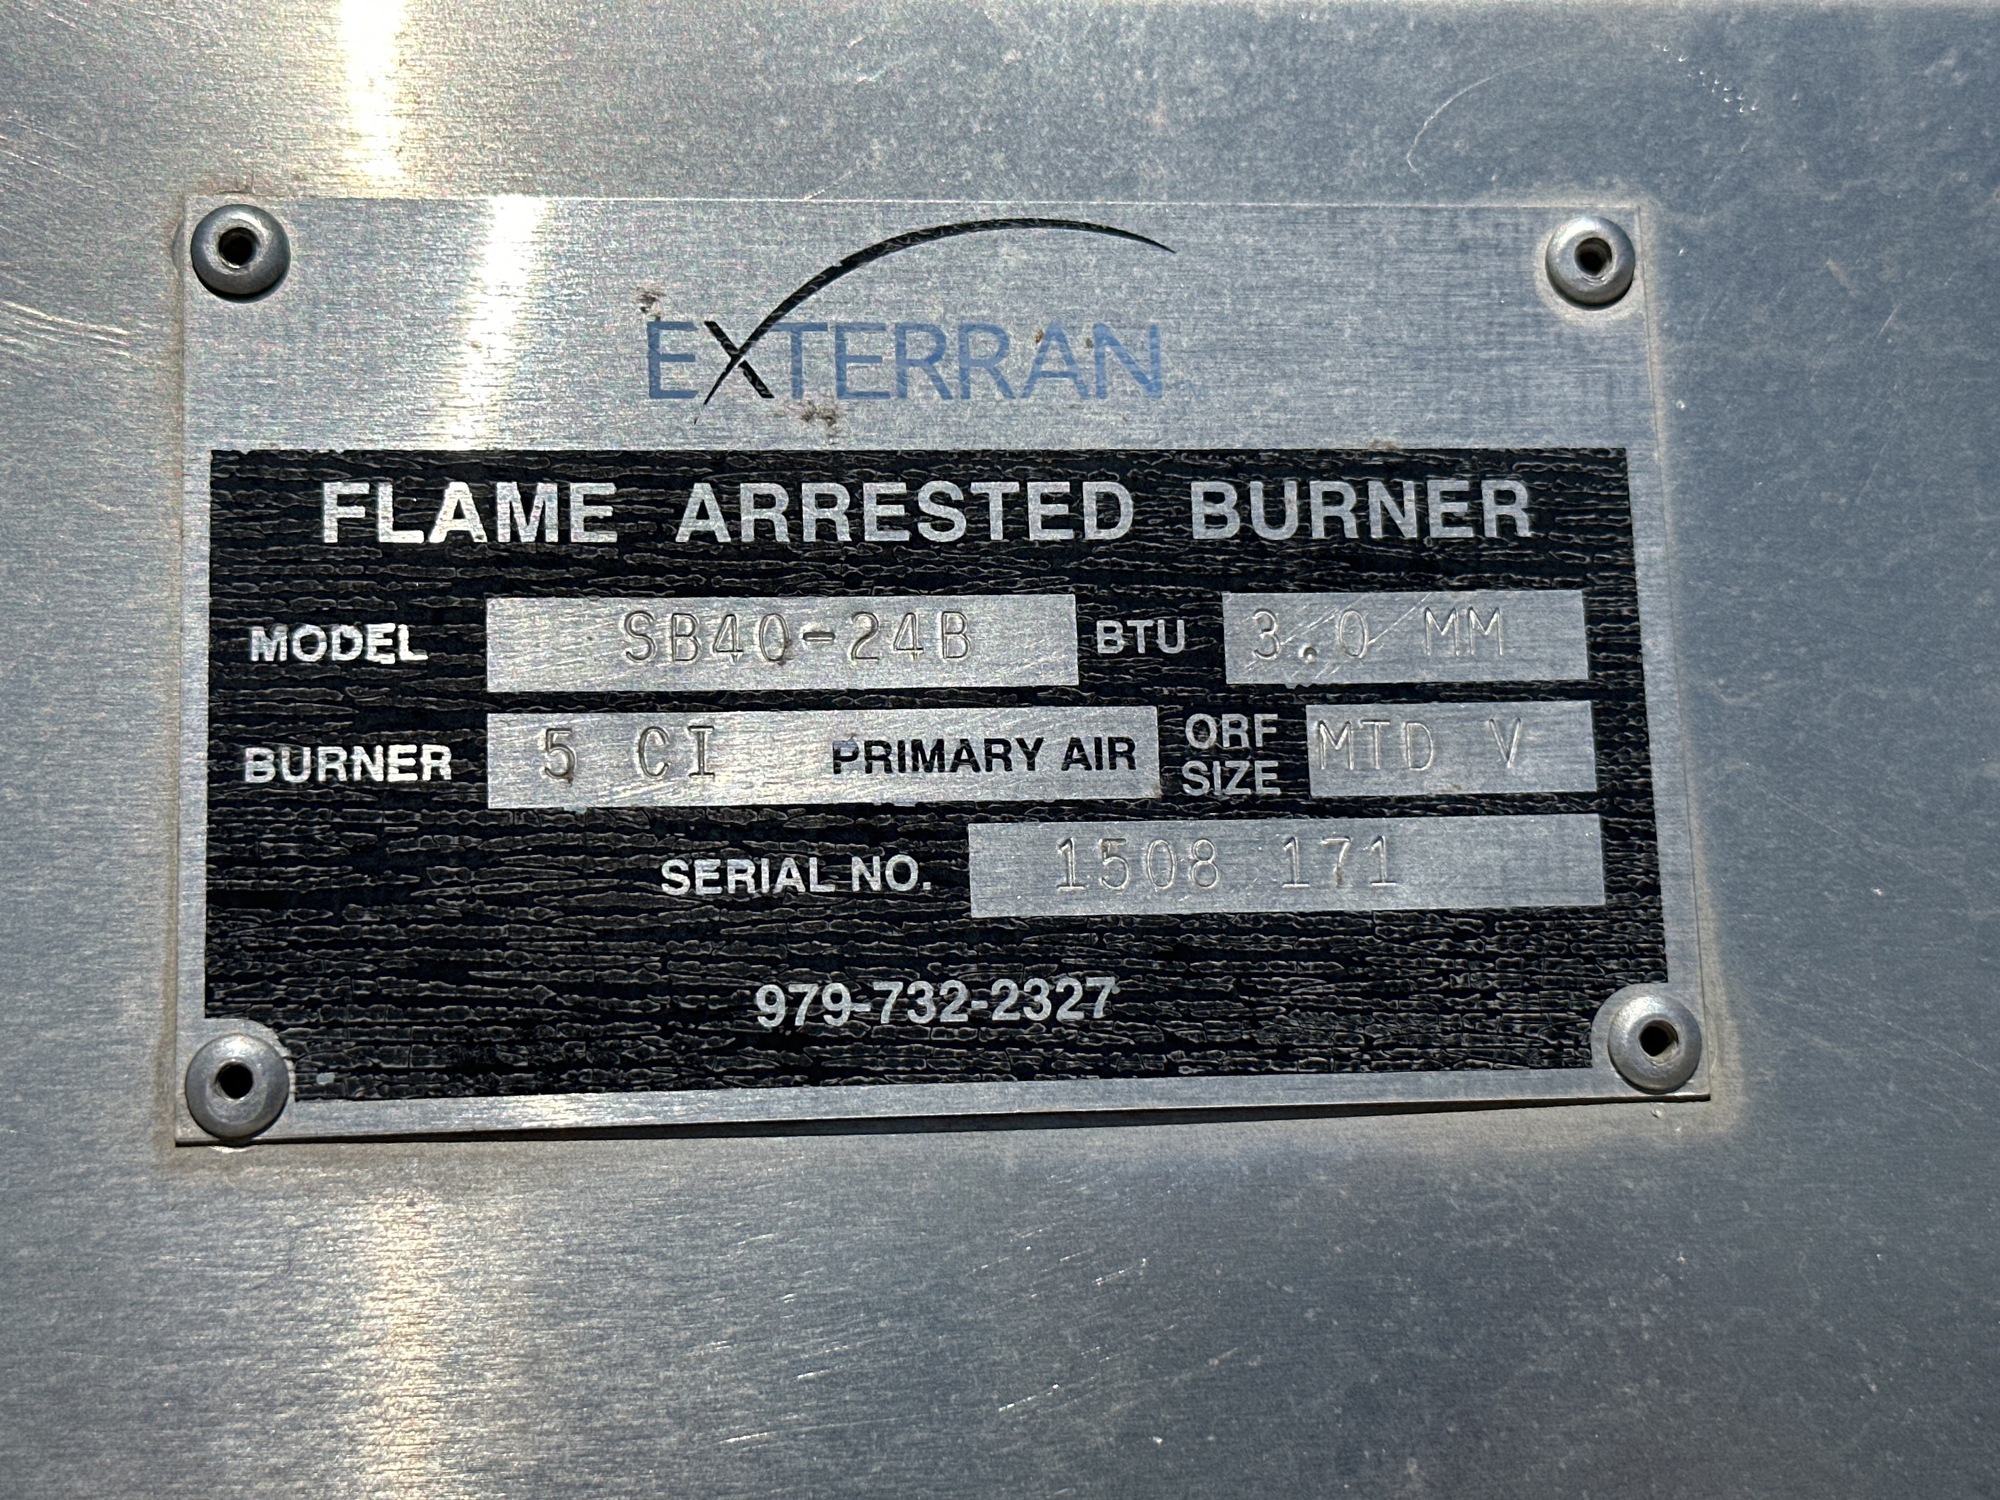 EXTERRAN
FLAME ARRESTED BURNER
MODEL SB40-24B BTU 3.0 MM
BURNER 5 CI PRIMARY AIR ORF SIZE MTD V
SERIAL NO. 1508 171
979-732-2327